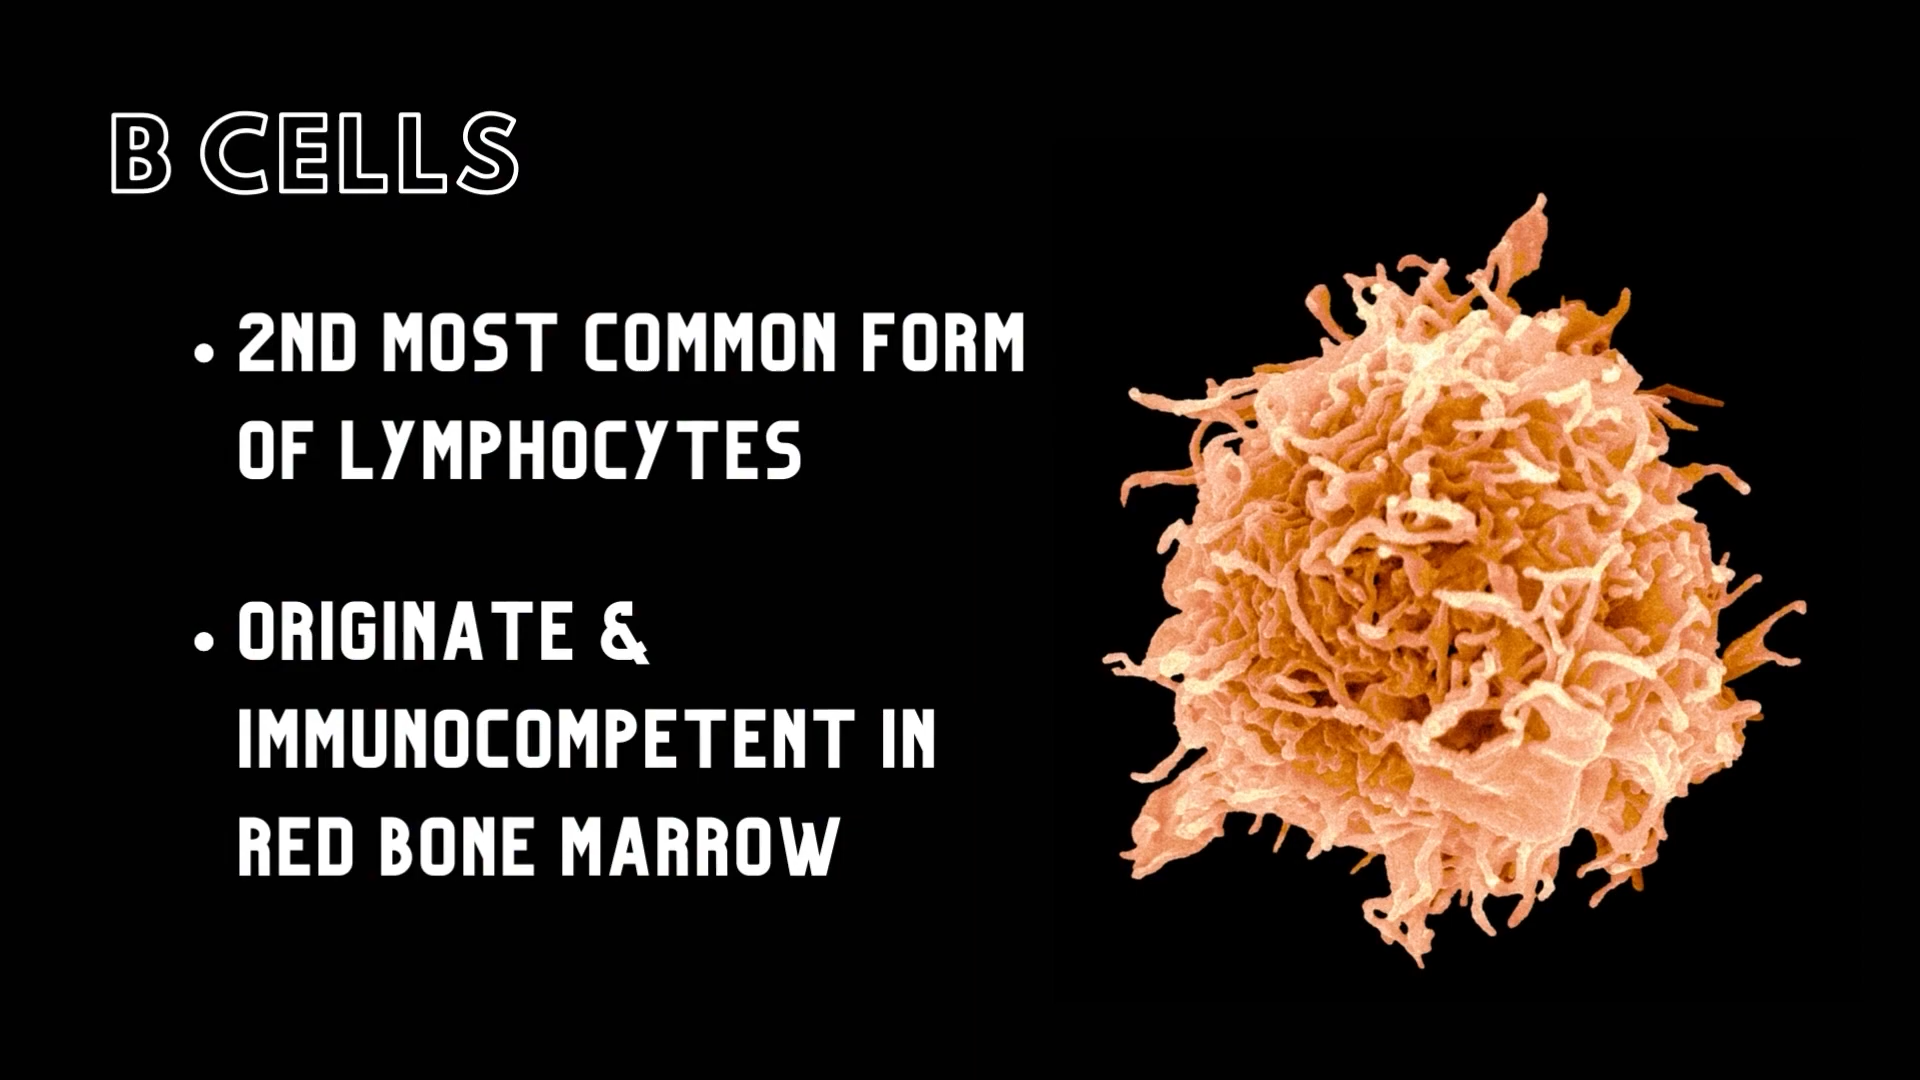 B CELLS
• 2ND MOST COMMON FORM
OF LYMPHOCYTES
• ORIGINATE &
IMMUNOCOMPETENT IN
RED BONE MARROW